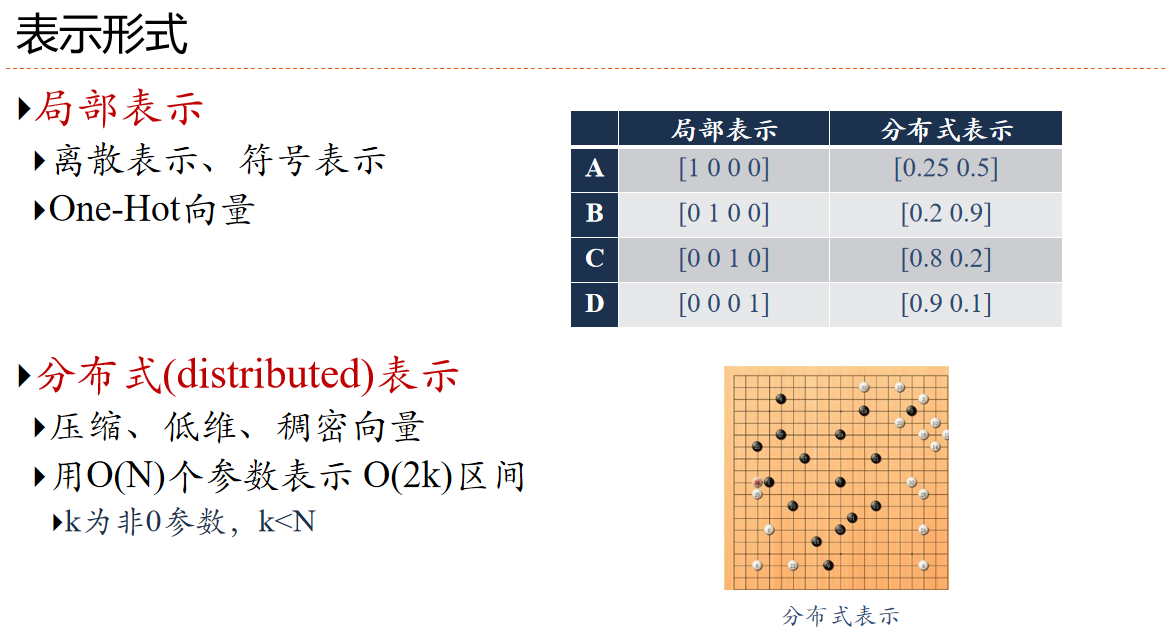 表示形式
局部表示
离散表示、符号表示
One-Hot向量
局部表示 分布式表示
A [1 0 0 0] [0.25 0.5]
B [0 1 0 0] [0.2 0.9]
C [0 0 1 0] [0.8 0.2]
D [0 0 0 1] [0.9 0.1]
分布式(distributed)表示
压缩、低维、稠密向量
用O(N)个参数表示 O(2k)区间
k为非0参数，k<N
分布式表示